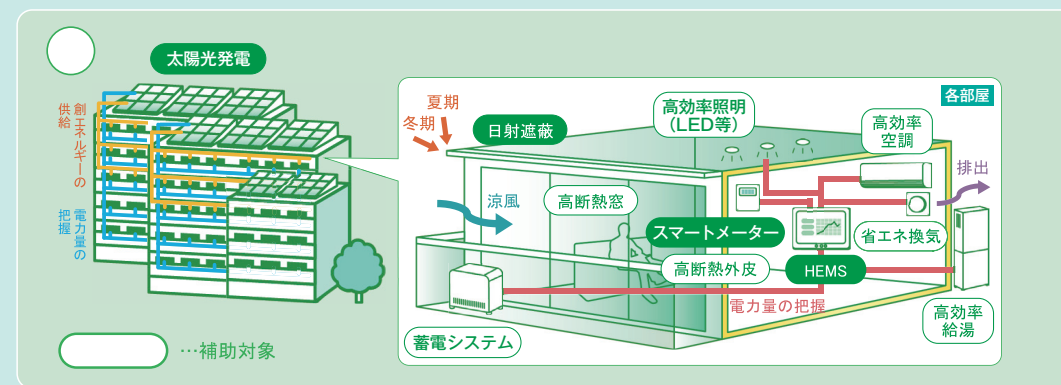 太陽光発電
創エネルギーの
供給
電力量の
把握
…補助対象
各部屋
夏期
冬期
日射遮蔽
高効率照明
（LED等）
高効率
空調
排出
涼風
高断熱窓
スマートメーター
省エネ換気
高断熱外皮
HEMS
電力量の把握
高効率
給湯
蓄電システム